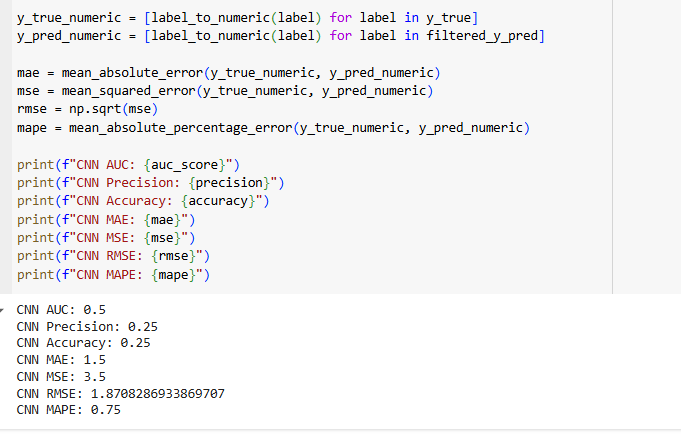 y_true_numeric = [label_to_numeric(label) for label in y_true]
y_pred_numeric = [label_to_numeric(label) for label in filtered_y_pred]
mae = mean_absolute_error(y_true_numeric, y_pred_numeric)
mse = mean_squared_error(y_true_numeric, y_pred_numeric)
rmse = np.sqrt(mse)
mape = mean_absolute_percentage_error(y_true_numeric, y_pred_numeric)
print(f"CNN AUC: {auc_score}")
print(f"CNN Precision: {precision}")
print(f"CNN Accuracy: {accuracy}")
print(f"CNN MAE: {mae}")
print(f"CNN MSE: {mse}")
print(f"CNN RMSE: {rmse}")
print(f"CNN MAPE: {mape}")
CNN AUC: 0.5
CNN Precision: 0.25
CNN Accuracy: 0.25
CNN MAE: 1.5
CNN MSE: 3.5
CNN RMSE: 1.8708286933869707
CNN MAPE: 0.75